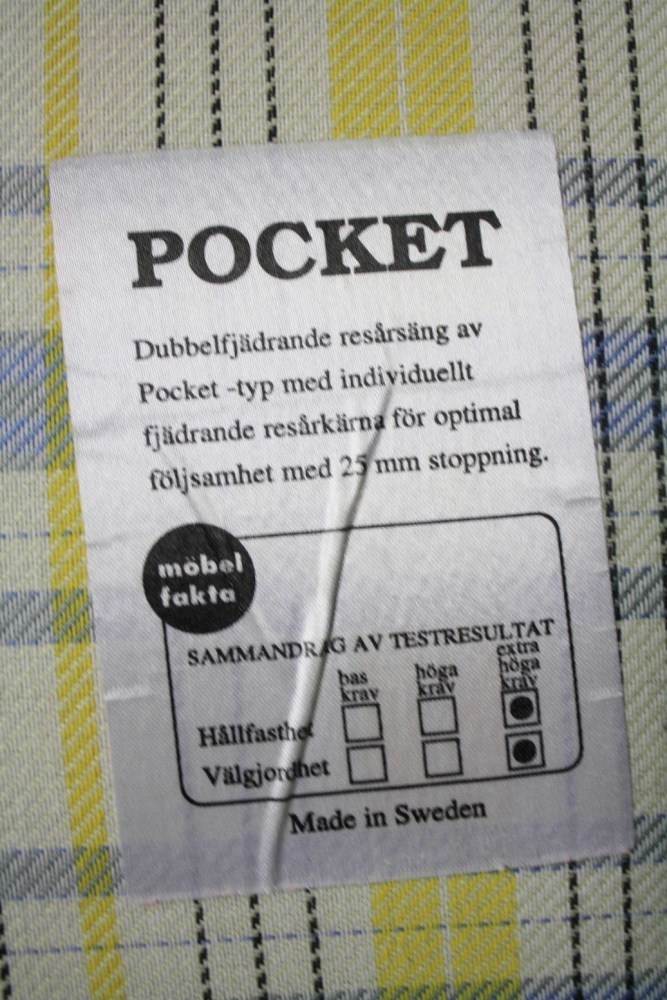 POCKET
Dubbelfjädrande resårsäng av
Pocket -typ med individuellt
fjädrande resårkärna för optimal
följsamhet med 25 mm stoppning.
möbel
fakta
SAMMANDRAG AV TESTRESULTAT
bas krav höga krav extra höga krav
Hållfasthet
Välgjordhet
Made in Sweden